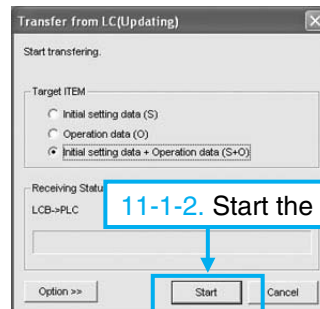 Transfer from LC(Updating)
Start transfering.
Target ITEM
Initial setting data (S)
Operation data (O)
Initial setting data + Operation data (S+O)
Receiving Statu
LCB->PLC
11-1-2. Start the
Option >>
Start
Cancel